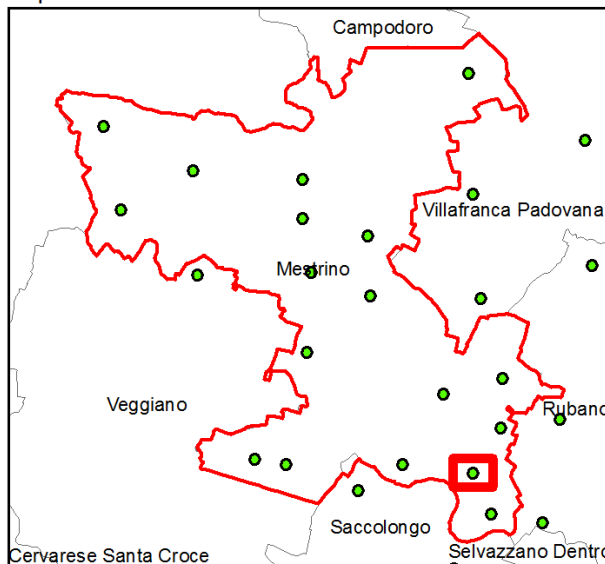 Campodoro
Villafranca Padovana
Mestrino
Veggiano
Rubano
Saccolongo
Cervarese Santa Croce
Selvazzano Dentro